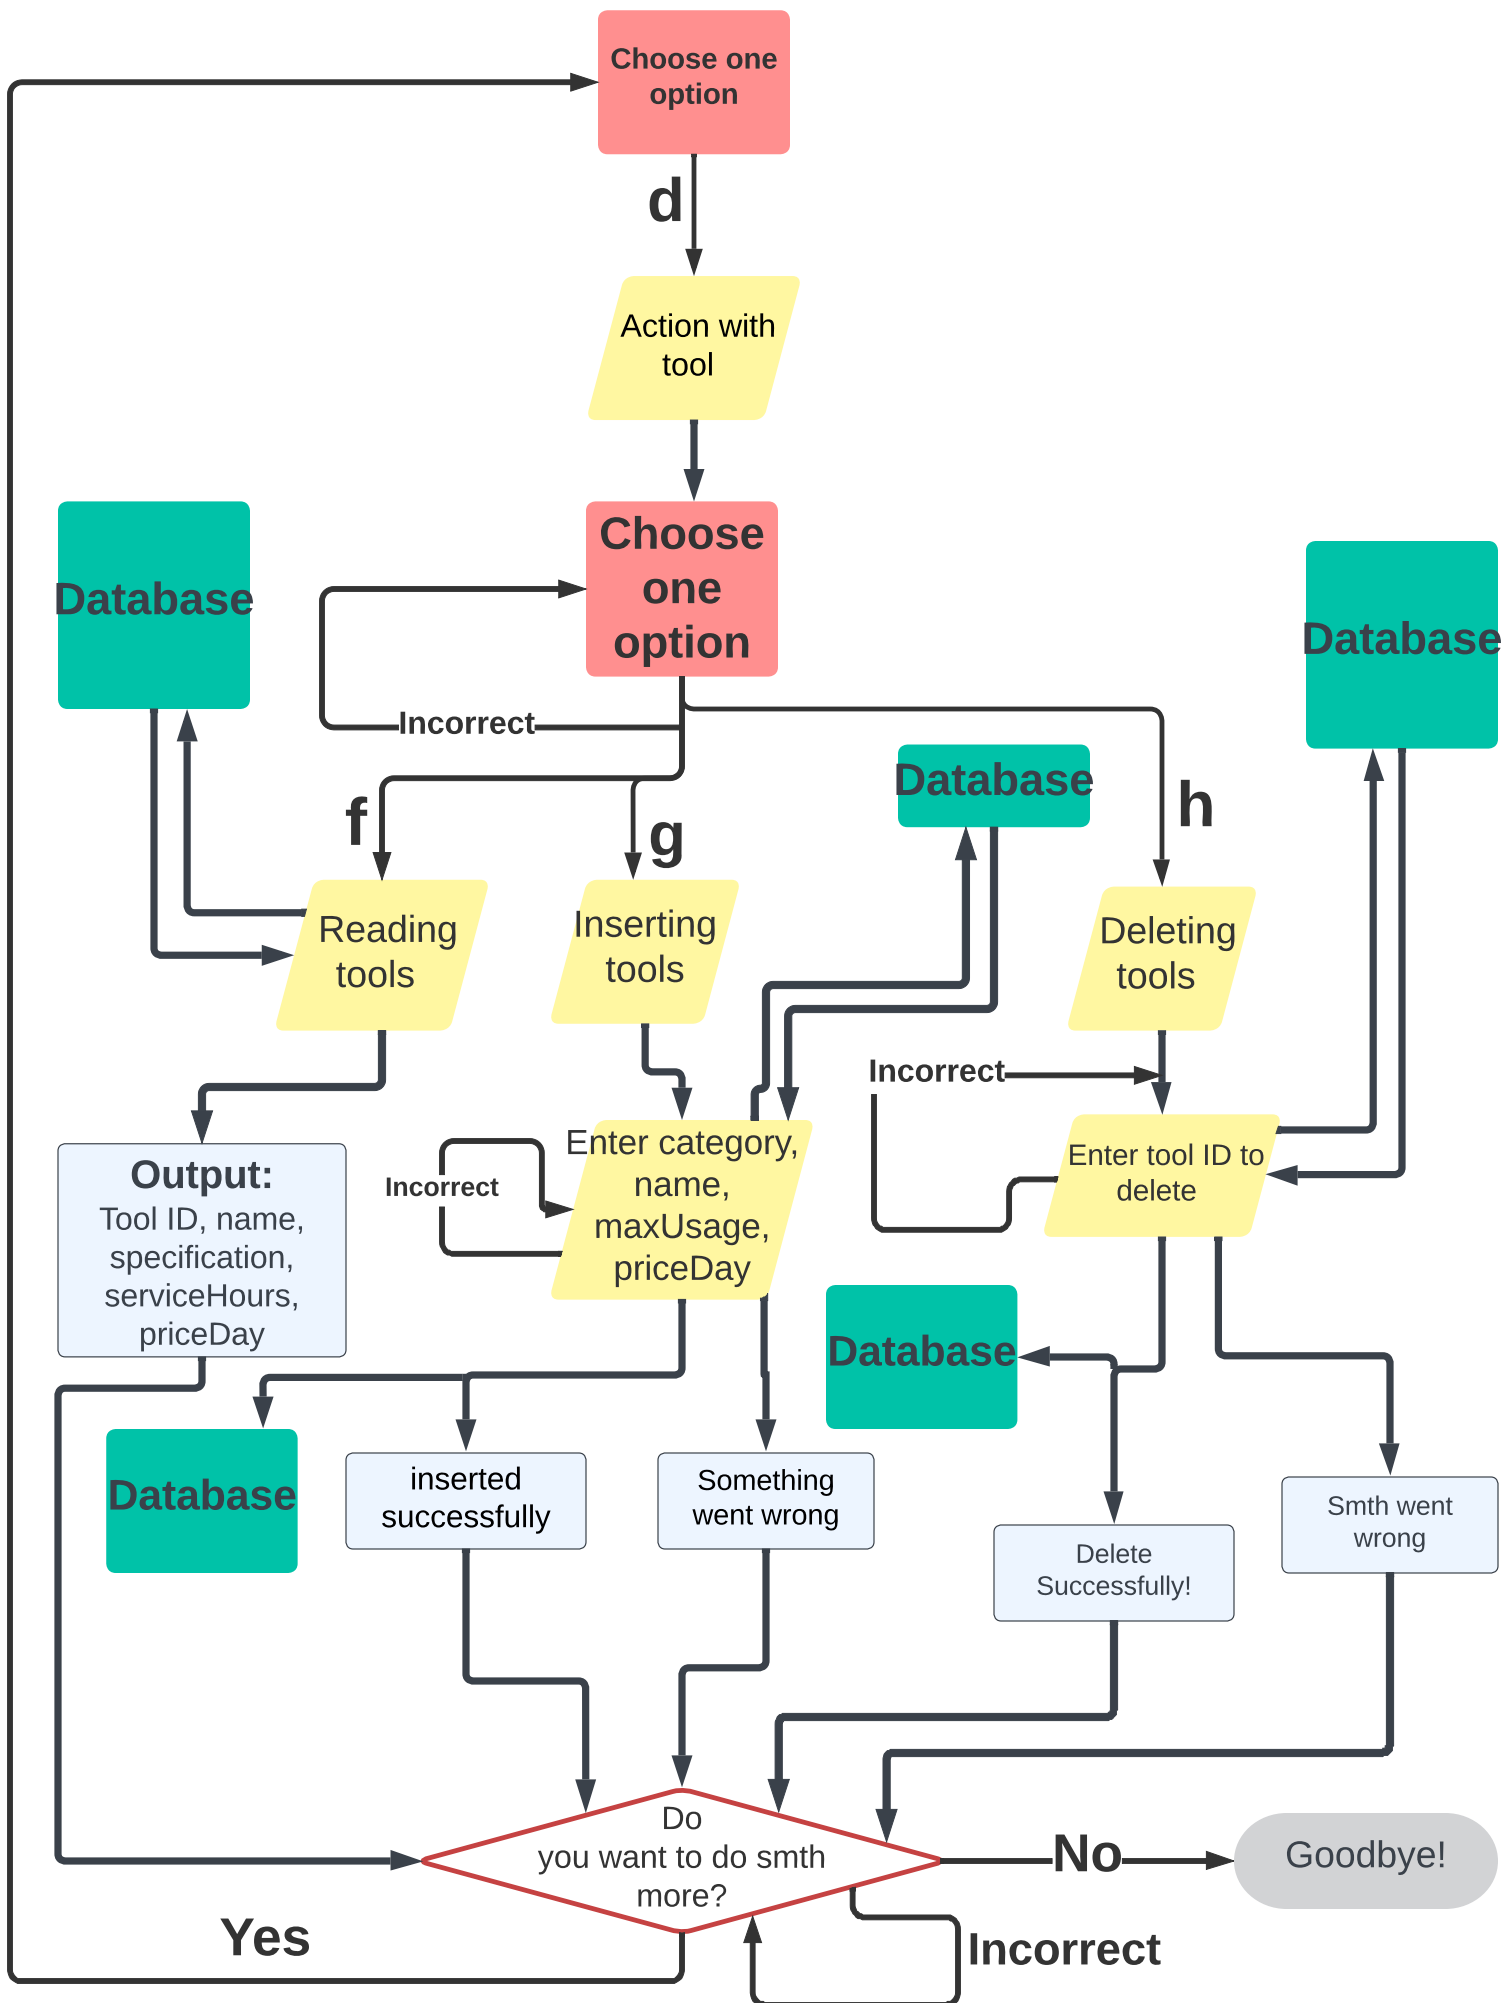 Choose one
option
d
Action with
tool
Choose
one
option
Database
Database
Incorrect
Database
f
g
h
Reading
tools
Inserting
tools
Deleting
tools
Incorrect
Enter category,
name,
maxUsage,
priceDay
Incorrect
Enter tool ID to
delete
Output:
Tool ID, name,
specification,
serviceHours,
priceDay
Database
Database
inserted
successfully
Something
went wrong
Delete
Successfully!
Smth went
wrong
Do
you want to do smth
more?
No
Goodbye!
Yes
Incorrect